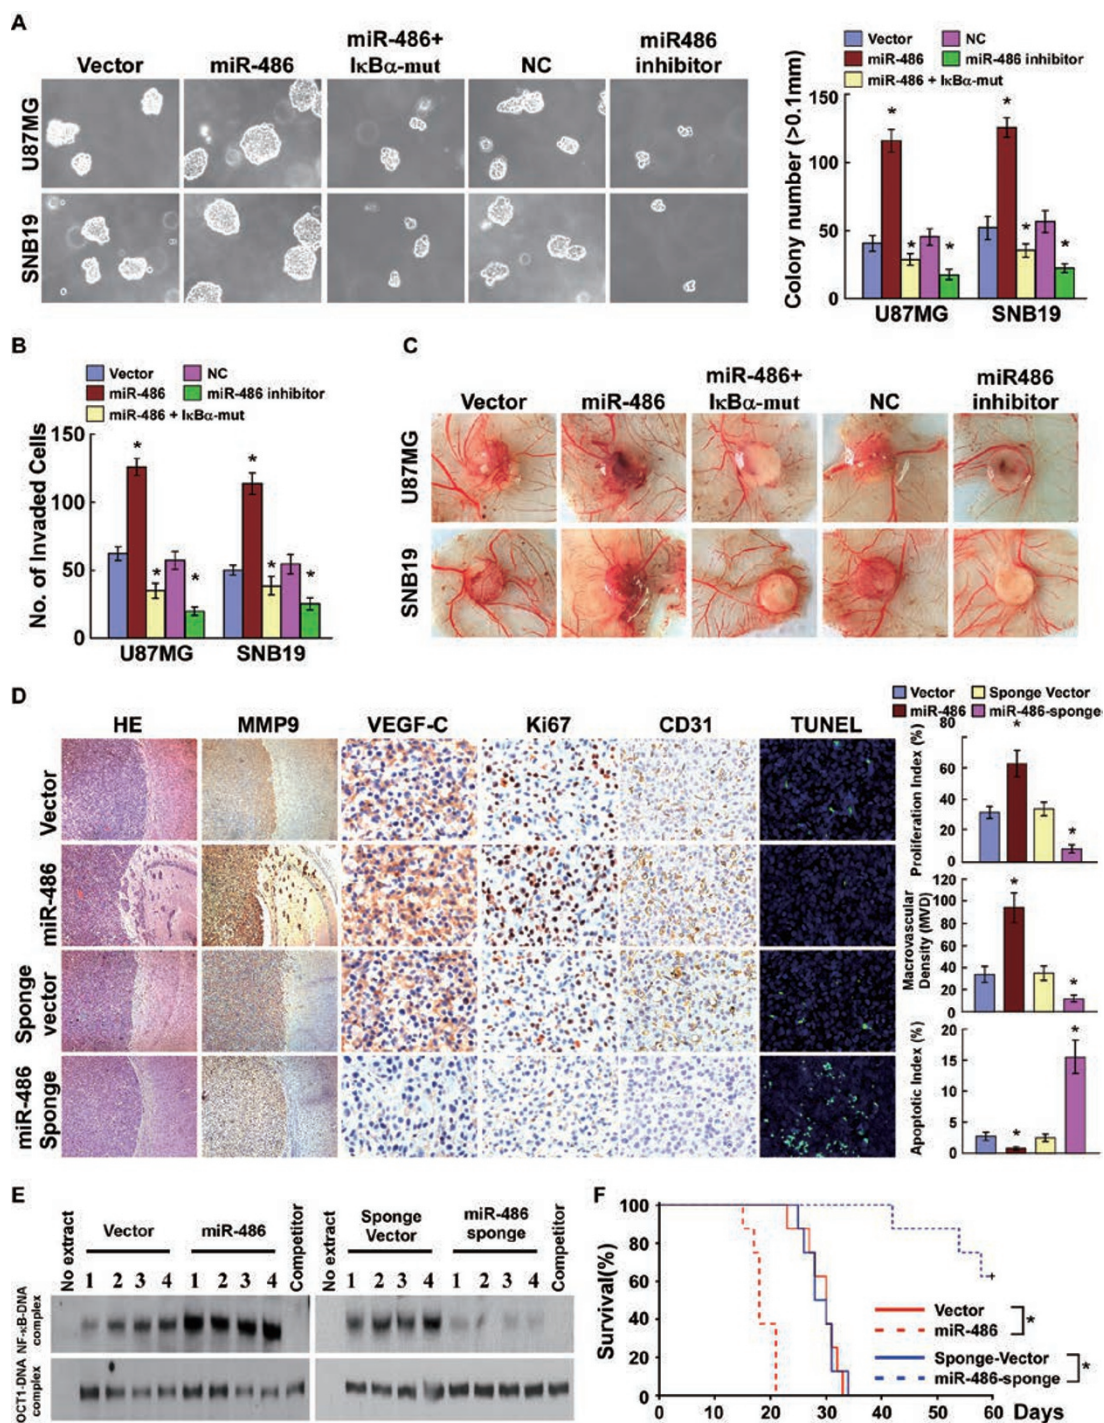 A
Vector
miR-486
miR-486+
IκBα-mut
NC
miR486
inhibitor
U87MG
SNB19
Vector
NC
miR-486
miR-486 inhibitor
miR-486 + IκBα-mut
Colony number (>0.1mm)
150
100
50
0
*
*
*
*
*
*
U87MG
SNB19
B
Vector
NC
miR-486
miR-486 inhibitor
miR-486 + IκBα-mut
No. of Invaded Cells
150
100
50
0
*
*
*
*
*
*
U87MG
SNB19
C
Vector
miR-486
miR-486+
IκBα-mut
NC
miR486
inhibitor
U87MG
SNB19
D
HE
MMP9
VEGF-C
Ki67
CD31
TUNEL
Vector
miR-486
Sponge
vector
miR-486
Sponge
Vector
Sponge Vector
miR-486
miR-486-sponge
Proliferation Index (%)
80
60
40
20
0
*
*
Macrovascular
Density (MVD)
120
100
80
60
40
20
0
*
*
Apoptotic Index (%)
20
15
10
5
0
*
*
E
No extract
Vector
miR-486
Competitor
1 2 3 4 1 2 3 4
No extract
Sponge
Vector
miR-486
sponge
Competitor
1 2 3 4 1 2 3 4
NF-κB-DNA
complex
OCT1-DNA
complex
F
Survival(%)
100
80
60
40
20
0
0 20 40 60 Days
Vector
miR-486
*
Sponge-Vector
miR-486-sponge
*